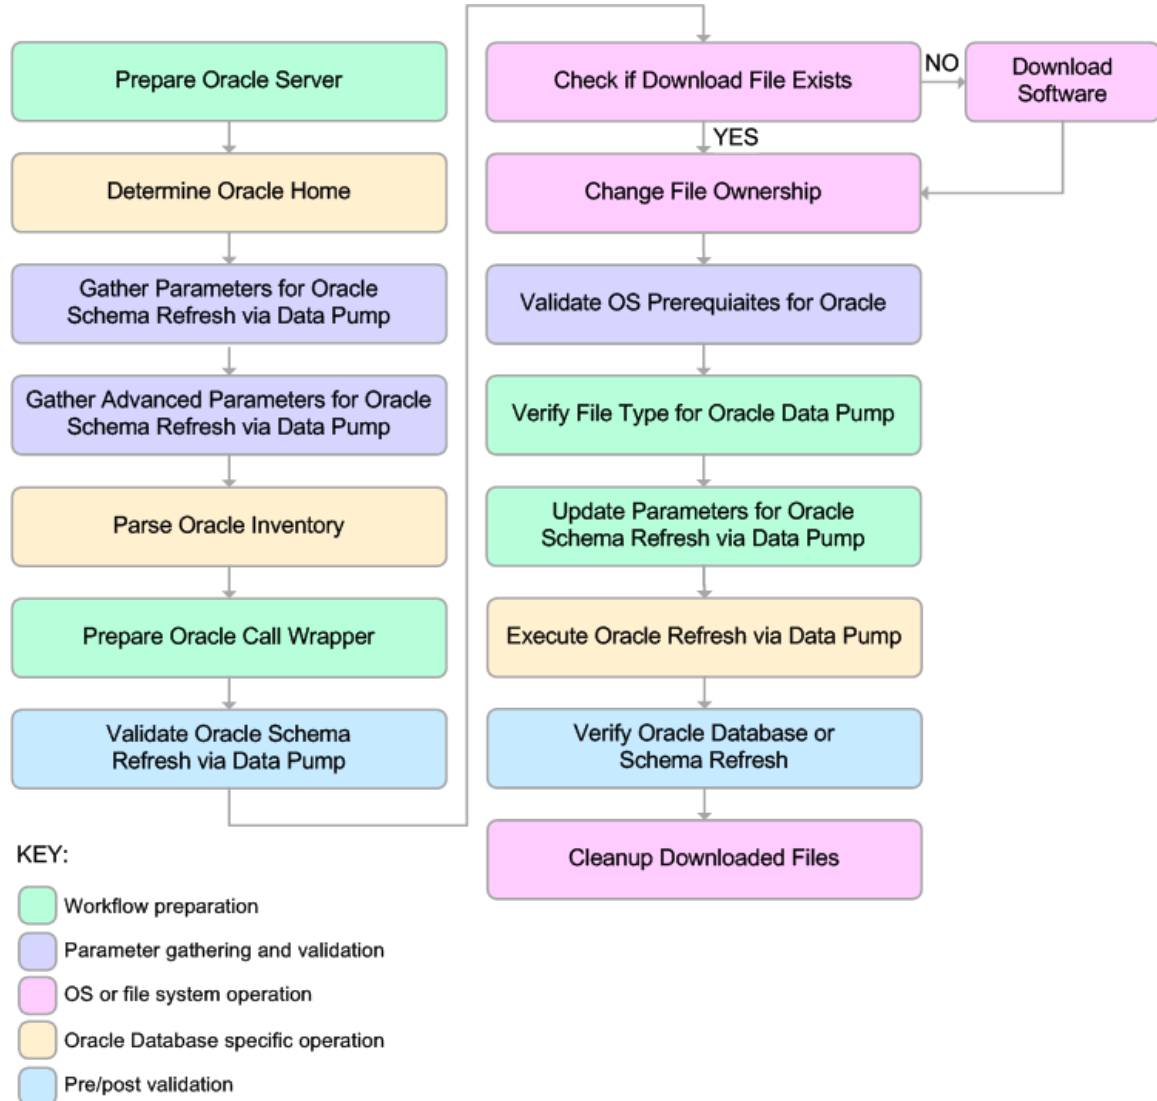 Prepare Oracle Server
Determine Oracle Home
Gather Parameters for Oracle
Schema Refresh via Data Pump
Gather Advanced Parameters for Oracle
Schema Refresh via Data Pump
Parse Oracle Inventory
Prepare Oracle Call Wrapper
Validate Oracle Schema
Refresh via Data Pump
Check if Download File Exists
NO
Download
Software
YES
Change File Ownership
Validate OS Prerequiaites for Oracle
Verify File Type for Oracle Data Pump
Update Parameters for Oracle
Schema Refresh via Data Pump
Execute Oracle Refresh via Data Pump
Verify Oracle Database or
Schema Refresh
Cleanup Downloaded Files
KEY:
Workflow preparation
Parameter gathering and validation
OS or file system operation
Oracle Database specific operation
Pre/post validation